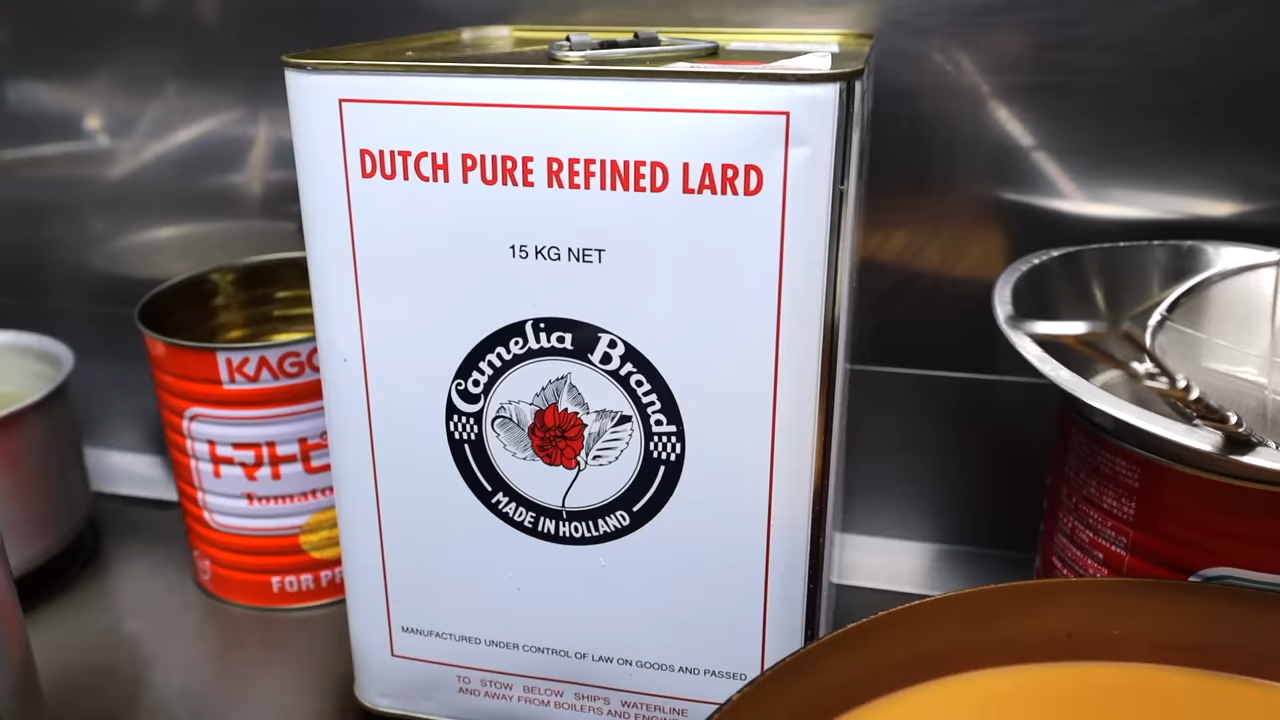 DUTCH PURE REFINED LARD
15 KG NET
Camelia Brand
MADE IN HOLLAND
MANUFACTURED UNDER CONTROL OF LAW ON GOODS AND PASSED
TO STOW BELOW SHIP'S WATERLINE
AND AWAY FROM BOILERS AND ENGINE
KAGO
トマトピ
Tomato
FOR PR